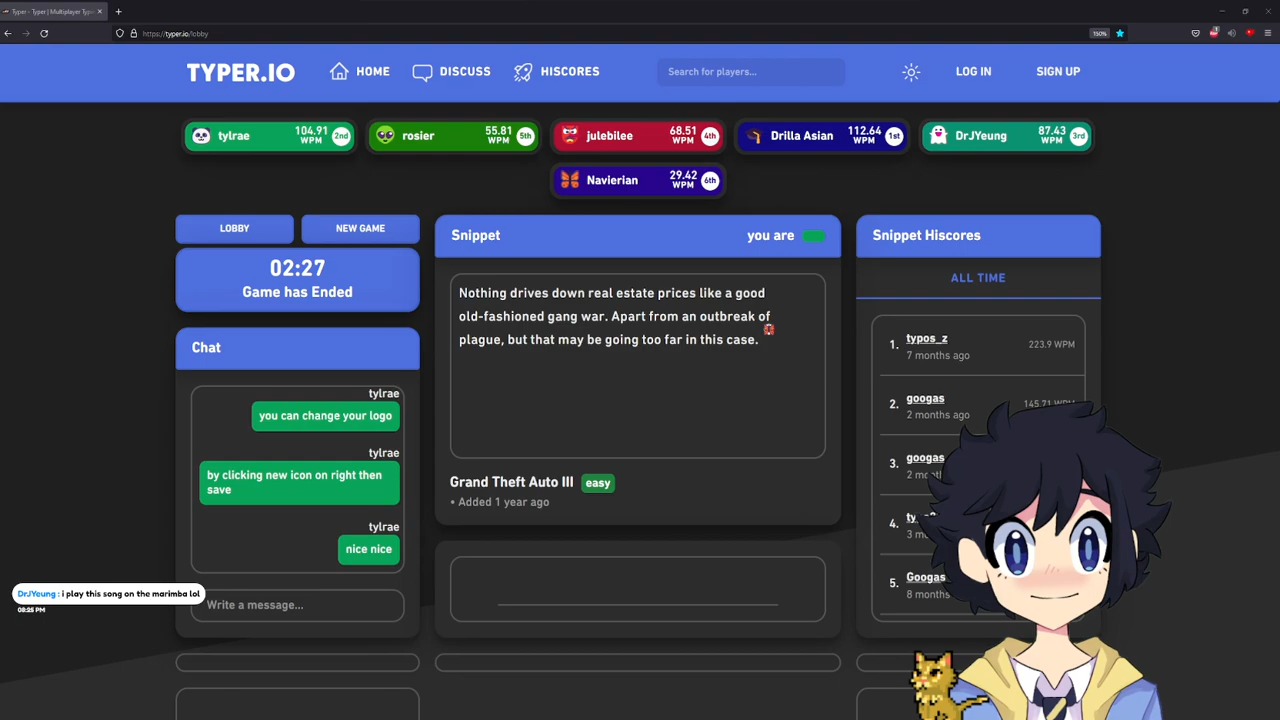 Typer - Typer | Multiplayer Typi
https://typer.io/lobby
150%
TYPER.IO
HOME
DISCUSS
HISCORES
Search for players...
LOG IN
SIGN UP
tylrae
104.91
WPM
2nd
rosier
55.81
WPM
5th
julebilee
68.51
WPM
4th
Drilla Asian
112.64
WPM
1st
DrJYeung
87.43
WPM
3rd
Navierian
29.42
WPM
6th
LOBBY
NEW GAME
02:27
Game has Ended
Chat
tylrae
you can change your logo
tylrae
by clicking new icon on right then
save
tylrae
nice nice
Write a message...
DrJYeung : i play this song on the marimba lol
08:25 PM
Snippet
you are
Nothing drives down real estate prices like a good
old-fashioned gang war. Apart from an outbreak of
plague, but that may be going too far in this case.
Grand Theft Auto III
easy
• Added 1 year ago
Snippet Hiscores
ALL TIME
1.
typos_z
7 months ago
223.9 WPM
2.
googas
2 months ago
145.71 WPM
3.
googas
2
4.
3
5.
Googas
8 months